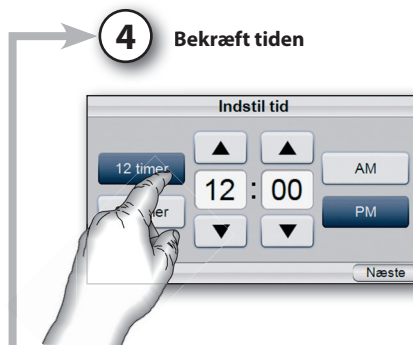 4 Bekræft tiden
Indstil tid
12 timer
12 : 00
AM
PM
Næste